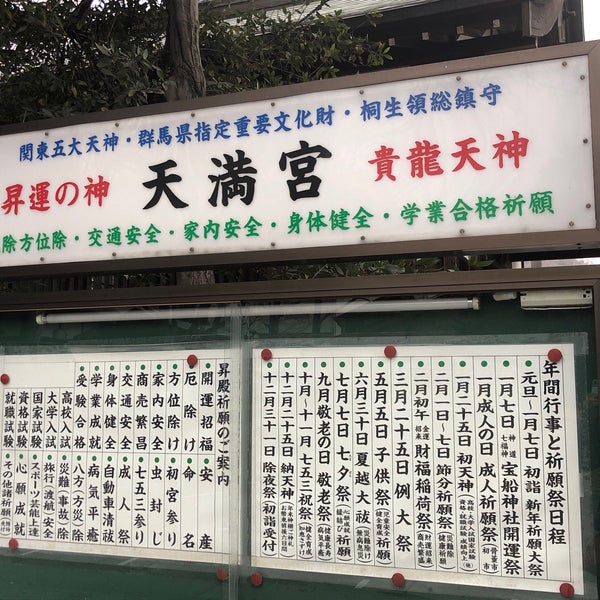 関東五大天神・群馬県指定重要文化財・桐生領総鎮守
昇運の神
天満宮
貴龍天神
除方位除・交通安全・家内安全・身体健全・学業合格祈願
年間行事と祈願祭日程
元旦〜一月七日 初詣 新年祈願大祭
一月七日 神道七福神 宝船神社開運祭
一月成人の日 成人祈願祭
一月二十五日 初天神
二月一日〜七日 節分祈願祭
二月初午 金運招来 財福稲荷祭
三月二十五日 例大祭
五月五日 子供祭
六月三十日 夏越大祓
七月七日 七夕祭
九月敬老の日 敬老祭
十月〜十一月 七五三祝祭
十二月二十五日 納天神
十二月三十一日 除夜祭
昇殿祈願のご案内
開運招福 安産
厄除け 命名
方位除け 初宮参り
家内安全 虫封じ
商売繁昌 七五三参り
交通安全 成人祭
身体健全 自動車清祓
学業成就 病気平癒
受験合格 八方(方災)除
高校入試 災難(事故)除
大学入試 旅行(渡航)安全
国家試験 スポーツ芸能上達
資格試験 心願成就
就職試験 その他諸祈願